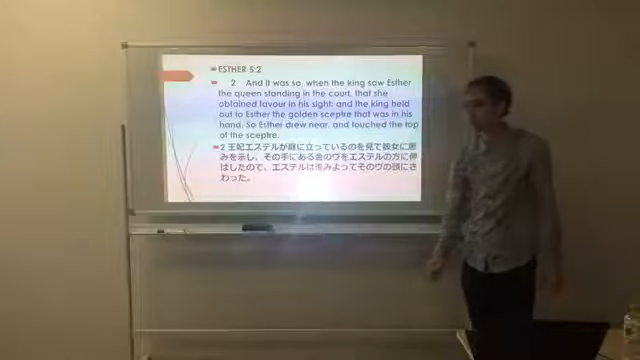 ESTHER 5:2
2 And it was so, when the king saw Esther
the queen standing in the court, that she
obtained favour in his sight: and the king held
out to Esther the golden sceptre that was in his
hand. So Esther drew near, and touched the top
of the sceptre.
2 王妃エステルが庭に立っているのを見て彼女に恵
みを示し、その手にある金のヴをエステルの方に伸
ばしたので、エステルは進みよってそのヴの頭にさ
わった。